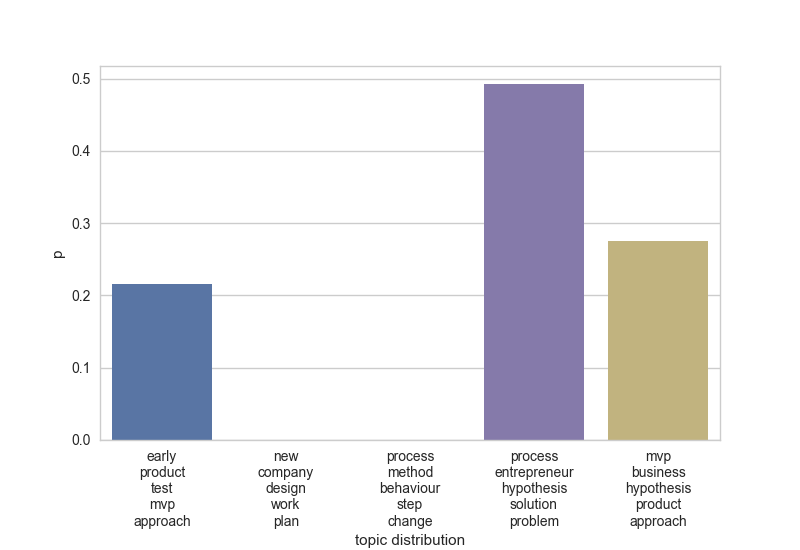 0.5
0.4
0.3
0.2
0.1
0.0
p
early
product
test
mvp
approach
new
company
design
work
plan
process
method
behaviour
step
change
process
entrepreneur
hypothesis
solution
problem
mvp
business
hypothesis
product
approach
topic distribution